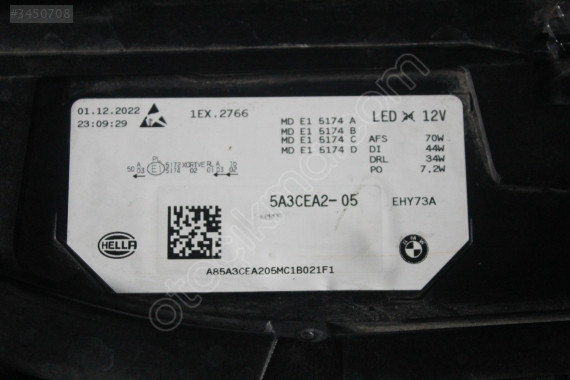 #3450708
01.12.2022
23:09:29
1EX.2766
MD E1 5174 A
MD E1 5174 B
MD E1 5174 C
MD E1 5174 D
LED 12V
AFS 70W
DI 44W
DRL 34W
PO 7,2W
5A3CEA2-05
EHY73A
HELLA
BMW
A85A3CEA205MC1B021F1